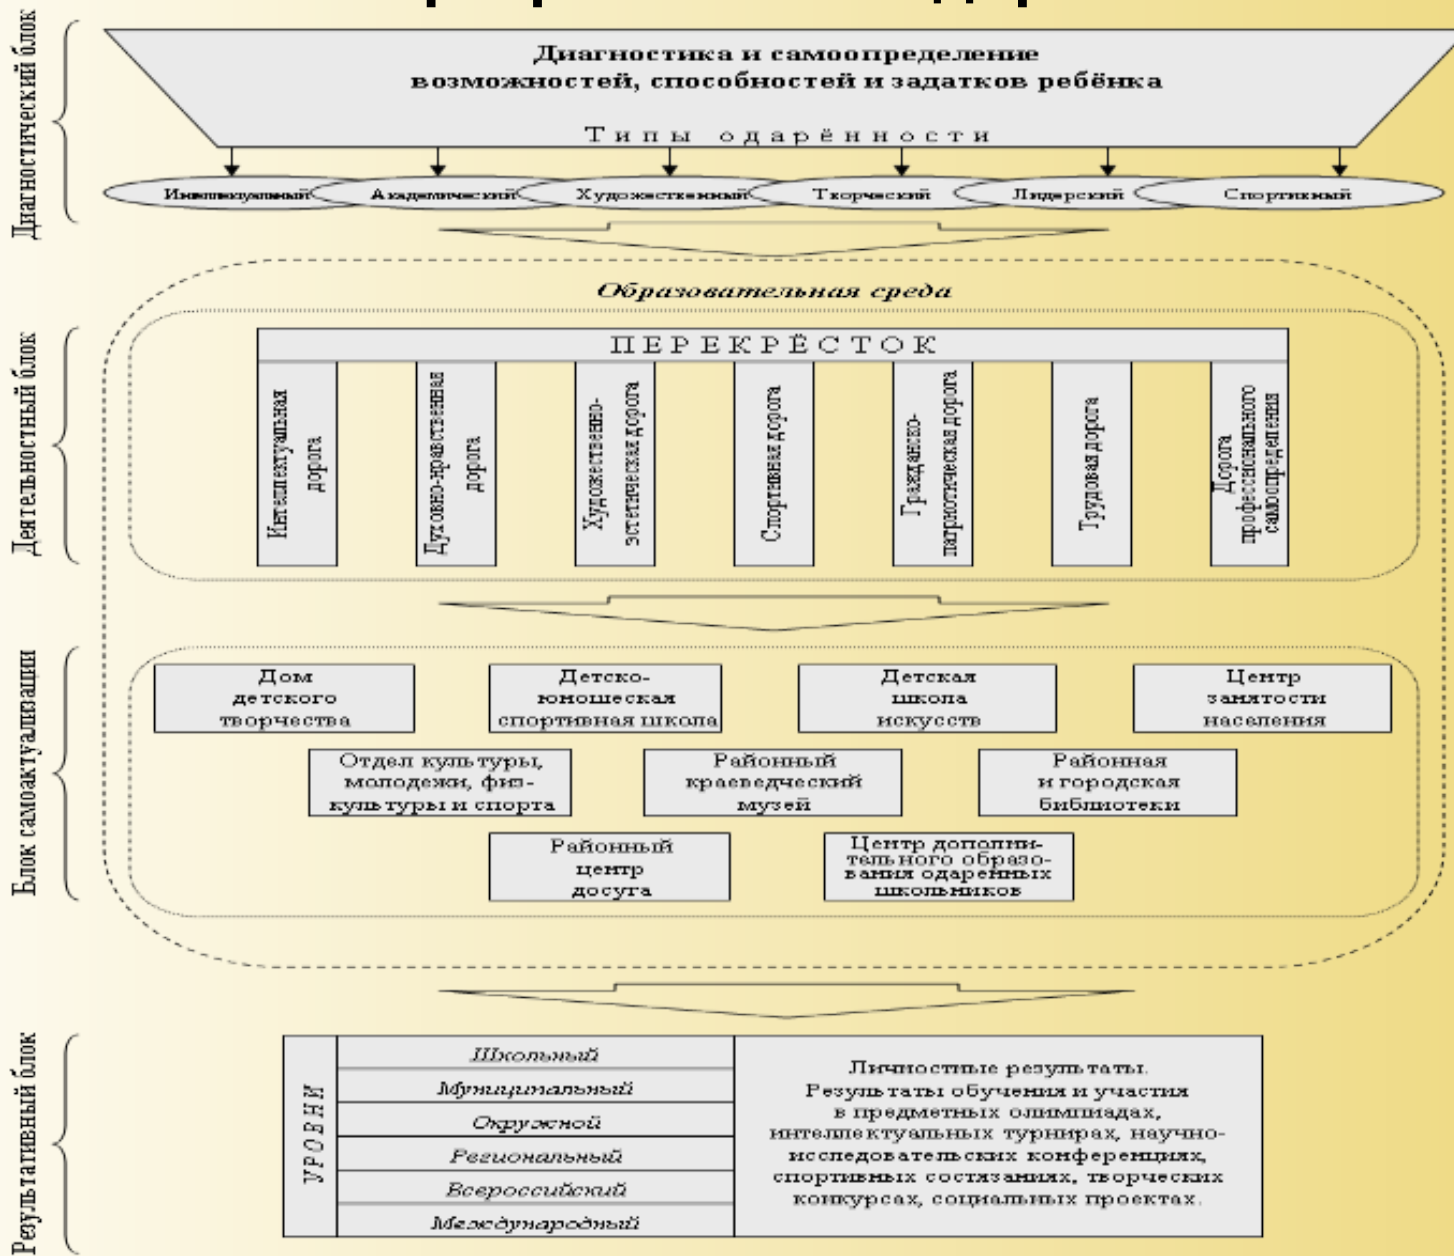 Диагностический блок
Диагностика и самоопределение
возможностей, способностей и задатков ребёнка
Типы одарённости
Интеллектуальный
Академический
Художественный
Творческий
Лидерский
Спортивный
Образовательная среда
Деятельностный блок
ПЕРЕКРЁСТОК
Интеллектуальная
дорога
Духовно-нравственная
дорога
Художественно-
эстетическая дорога
Спортивная дорога
Гражданско-
патриотическая дорога
Трудовая дорога
Дорога
профессионального
самоопределения
Блок самоактуализации
Дом
детского
творчества
Детско-
юношеская
спортивная школа
Детская
школа
искусств
Центр
занятости
населения
Отдел культуры,
молодежи, физ-
культуры и спорта
Районный
краеведческий
музей
Районная
и городская
библиотеки
Районный
центр
досуга
Центр дополни-
тельного образо-
вания одаренных
школьников
Результативный блок
УРОВНИ
Школьный
Муниципальный
Окружной
Региональный
Всероссийский
Международный
Личностные результаты.
Результаты обучения и участия
в предметных олимпиадах,
интеллектуальных турнирах, научно-
исследовательских конференциях,
спортивных состязаниях, творческих
конкурсах, социальных проектах.